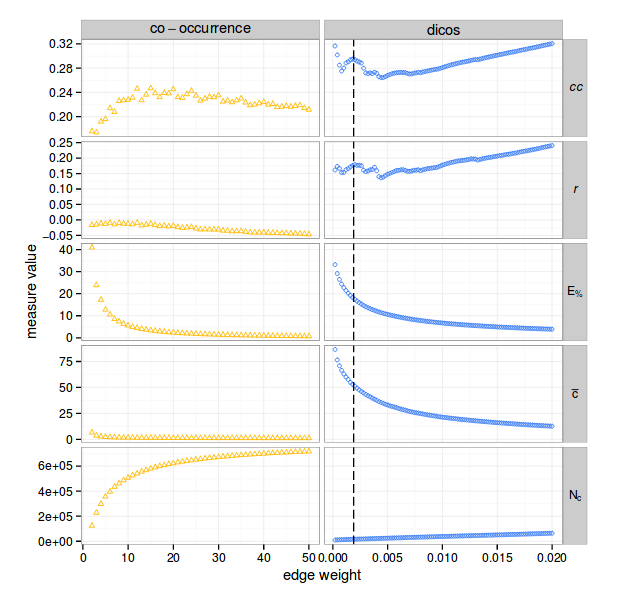 co – occurrence dicos
0.32
0.28
0.24
0.20
cc
0.25
0.20
0.15
0.10
0.05
0.00
−0.05
r
40
30
20
10
0
E%
75
50
25
0
c̅
6e+05
4e+05
2e+05
0e+00
Nc
measure value
0 10 20 30 40 50 0.000 0.005 0.010 0.015 0.020
edge weight